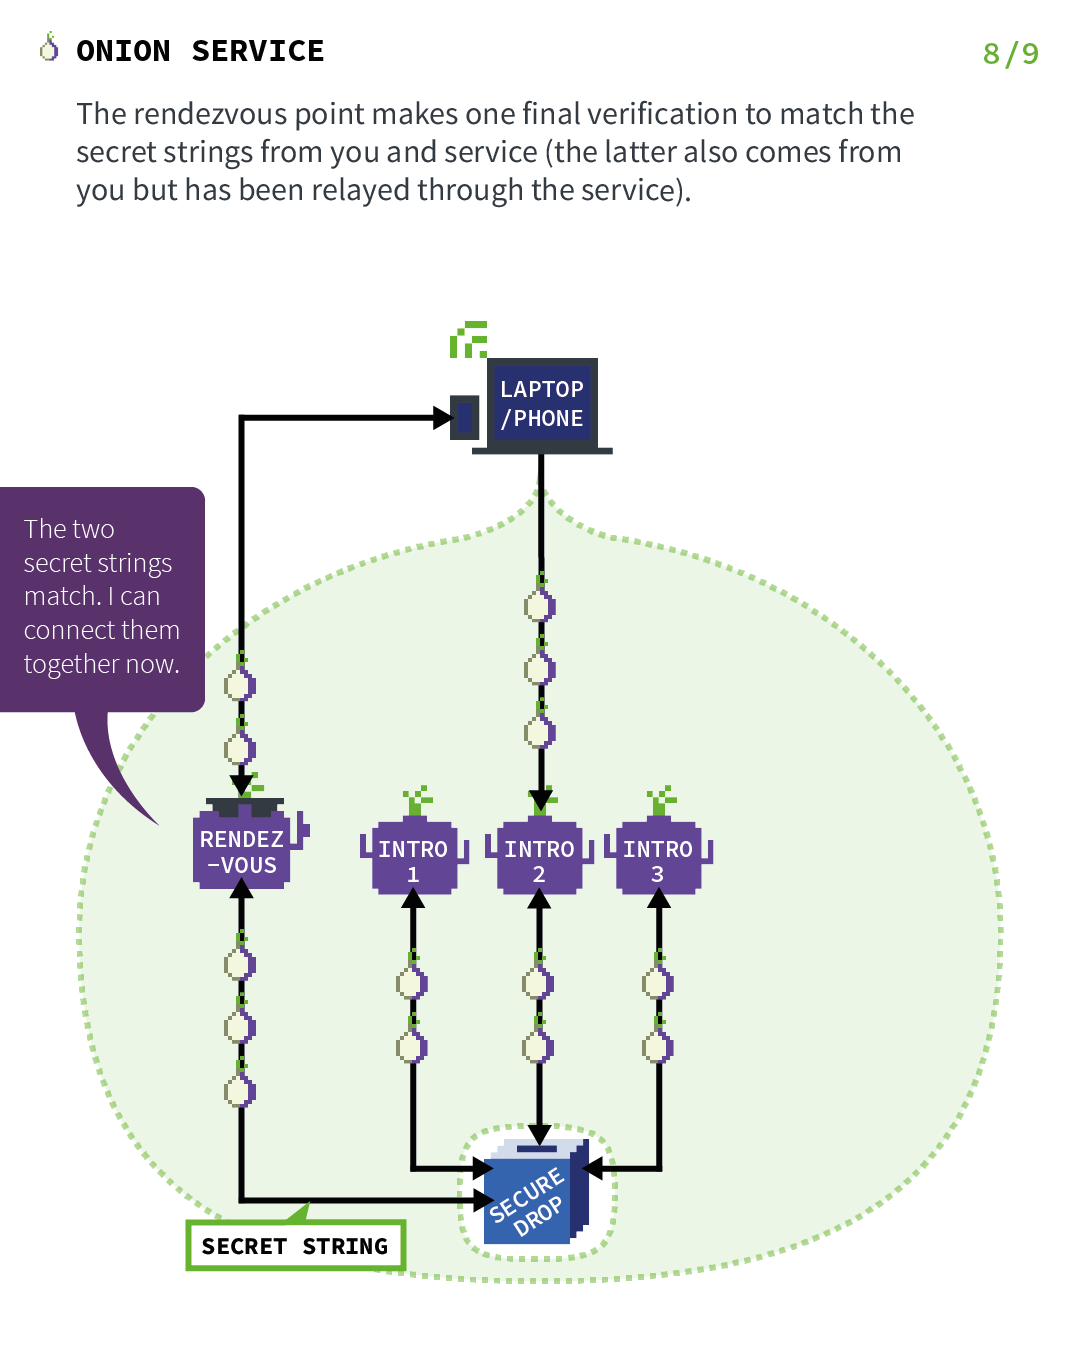 ONION SERVICE
8/9
The rendezvous point makes one final verification to match the
secret strings from you and service (the latter also comes from
you but has been relayed through the service).
LAPTOP
/PHONE
The two
secret strings
match. I can
connect them
together now.
RENDEZ
-VOUS
INTRO
1
INTRO
2
INTRO
3
SECURE
DROP
SECRET STRING